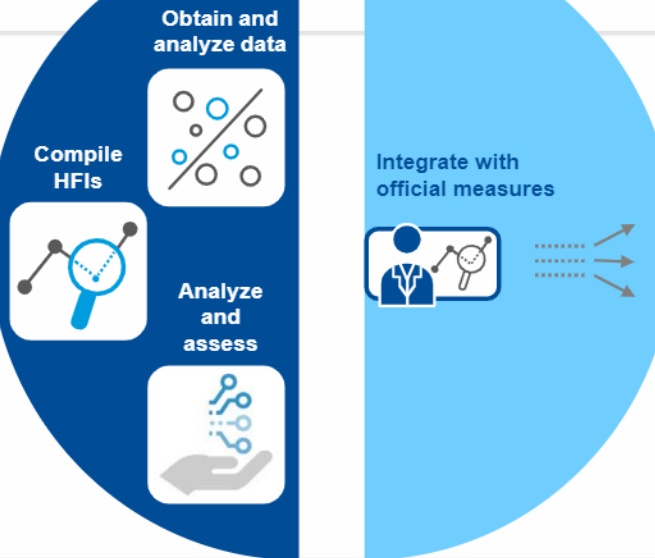 Obtain and
analyze data
Compile
HFIs
Analyze
and
assess
Integrate with
official measures